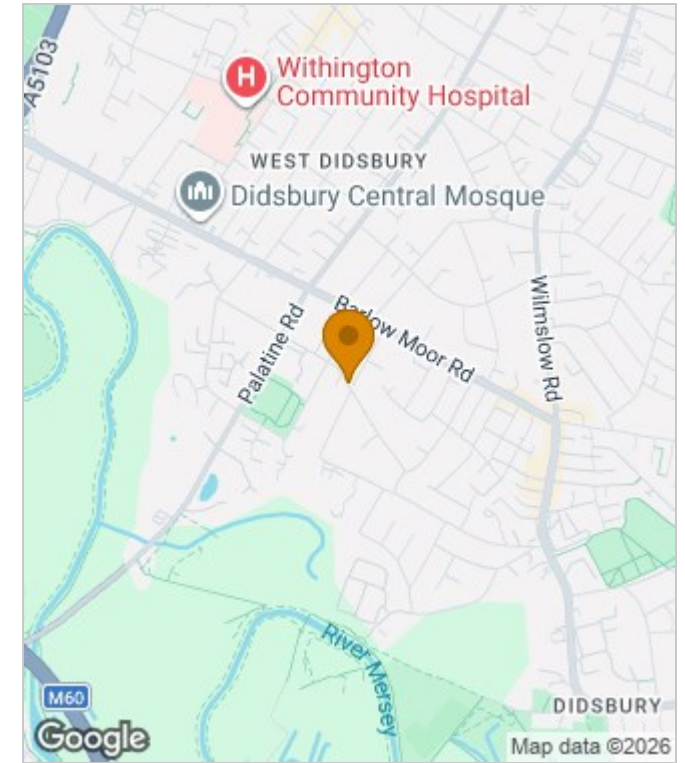 A5103
H
Withington
Community Hospital
WEST DIDSBURY
Didsbury Central Mosque
Wilmslow Rd
Barlow Moor Rd
Palatine Rd
River Mersey
M60
DIDSBURY
Google
Map data ©2026